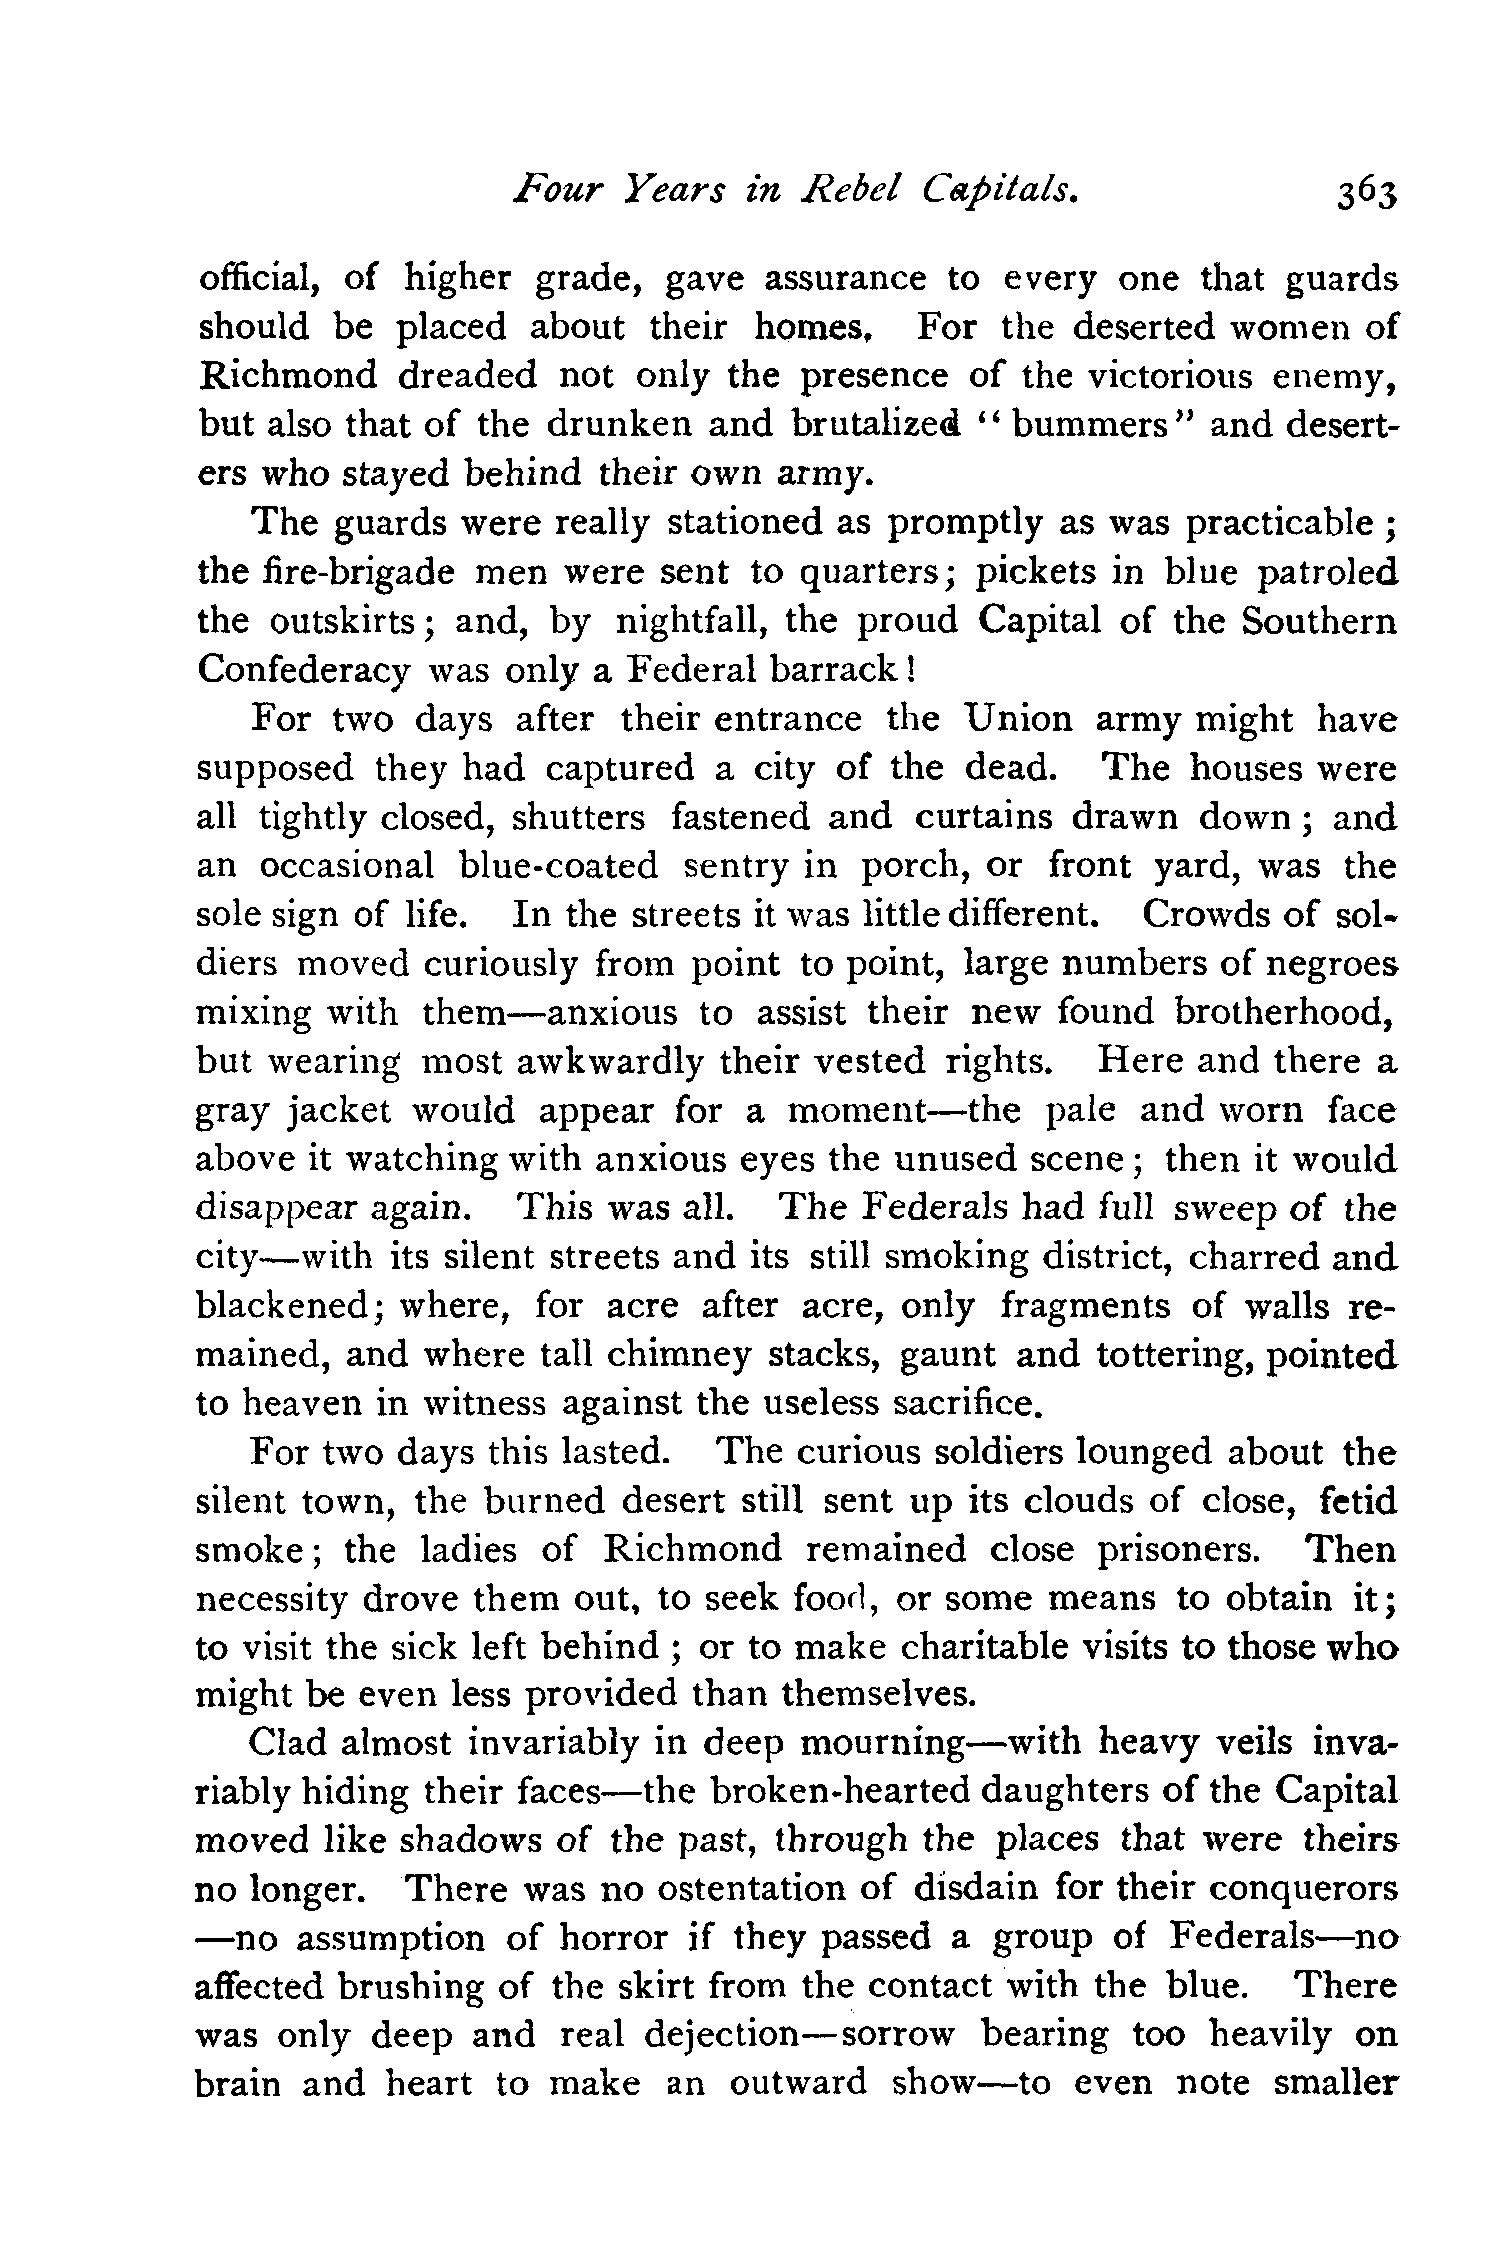 Four Years in Rebel Capitals. 363
official, of higher grade, gave assurance to every one that guards
should be placed about their homes. For the deserted women of
Richmond dreaded not only the presence of the victorious enemy,
but also that of the drunken and brutalized “bummers” and desert-
ers who stayed behind their own army.
The guards were really stationed as promptly as was practicable;
the fire-brigade men were sent to quarters; pickets in blue patroled
the outskirts; and, by nightfall, the proud Capital of the Southern
Confederacy was only a Federal barrack!
For two days after their entrance the Union army might have
supposed they had captured a city of the dead. The houses were
all tightly closed, shutters fastened and curtains drawn down; and
an occasional blue-coated sentry in porch, or front yard, was the
sole sign of life. In the streets it was little different. Crowds of sol-
diers moved curiously from point to point, large numbers of negroes
mixing with them—anxious to assist their new found brotherhood,
but wearing most awkwardly their vested rights. Here and there a
gray jacket would appear for a moment—the pale and worn face
above it watching with anxious eyes the unused scene; then it would
disappear again. This was all. The Federals had full sweep of the
city—with its silent streets and its still smoking district, charred and
blackened; where, for acre after acre, only fragments of walls re-
mained, and where tall chimney stacks, gaunt and tottering, pointed
to heaven in witness against the useless sacrifice.
For two days this lasted. The curious soldiers lounged about the
silent town, the burned desert still sent up its clouds of close, fetid
smoke; the ladies of Richmond remained close prisoners. Then
necessity drove them out, to seek food, or some means to obtain it;
to visit the sick left behind; or to make charitable visits to those who
might be even less provided than themselves.
Clad almost invariably in deep mourning—with heavy veils inva-
riably hiding their faces—the broken-hearted daughters of the Capital
moved like shadows of the past, through the places that were theirs
no longer. There was no ostentation of disdain for their conquerors
—no assumption of horror if they passed a group of Federals—no
affected brushing of the skirt from the contact with the blue. There
was only deep and real dejection—sorrow bearing too heavily on
brain and heart to make an outward show—to even note smaller